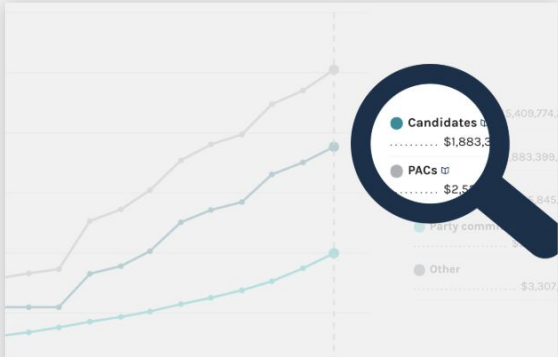 Candidates
$1,883,3
PACs
$2,5
5,409,774,
,883,399,
,845,
Party comm
Other
$3,307,